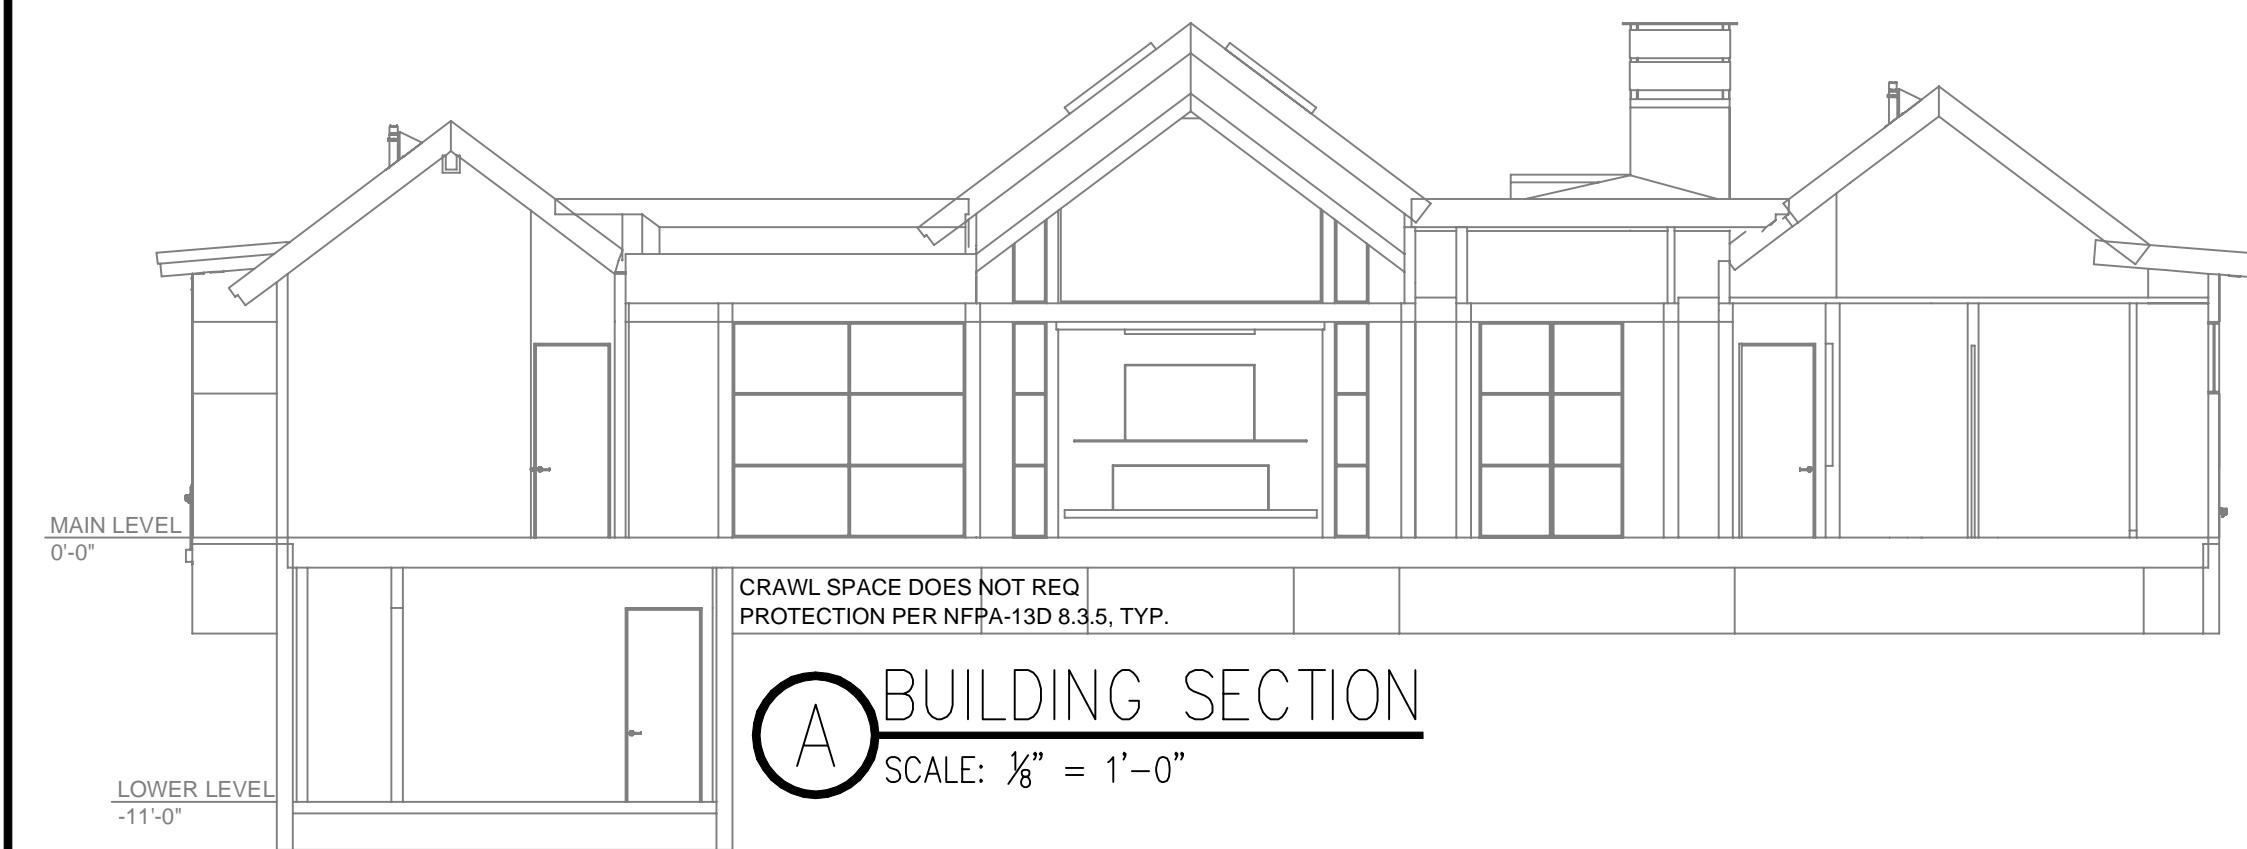 MAIN LEVEL
0'-0"
CRAWL SPACE DOES NOT REQ
PROTECTION PER NFPA-13D 8.3.5, TYP.
A
BUILDING SECTION
SCALE: ⅛" = 1'-0"
LOWER LEVEL
-11'-0"